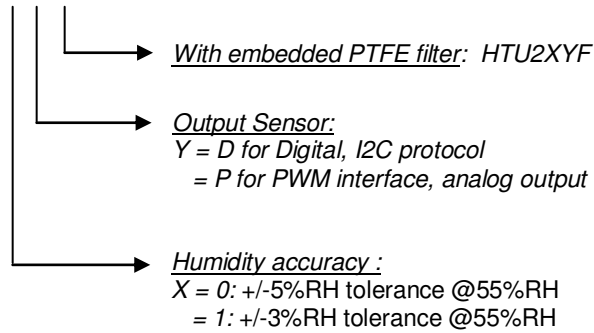 With embedded PTFE filter: HTU2XYF
Output Sensor:
Y = D for Digital, I2C protocol
= P for PWM interface, analog output
Humidity accuracy :
X = 0: +/-5%RH tolerance @55%RH
= 1: +/-3%RH tolerance @55%RH